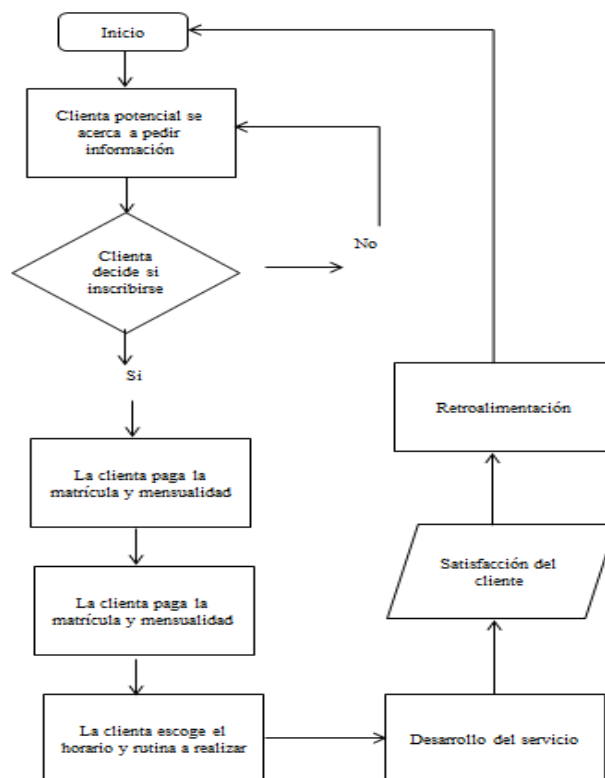 Inicio
Clienta potencial se
acerca a pedir
información
Clienta
decide si
inscribirse
No
Si
La clienta paga la
matrícula y mensualidad
La clienta paga la
matrícula y mensualidad
La clienta escoge el
horario y rutina a realizar
Desarrollo del servicio
Satisfacción del
cliente
Retroalimentación